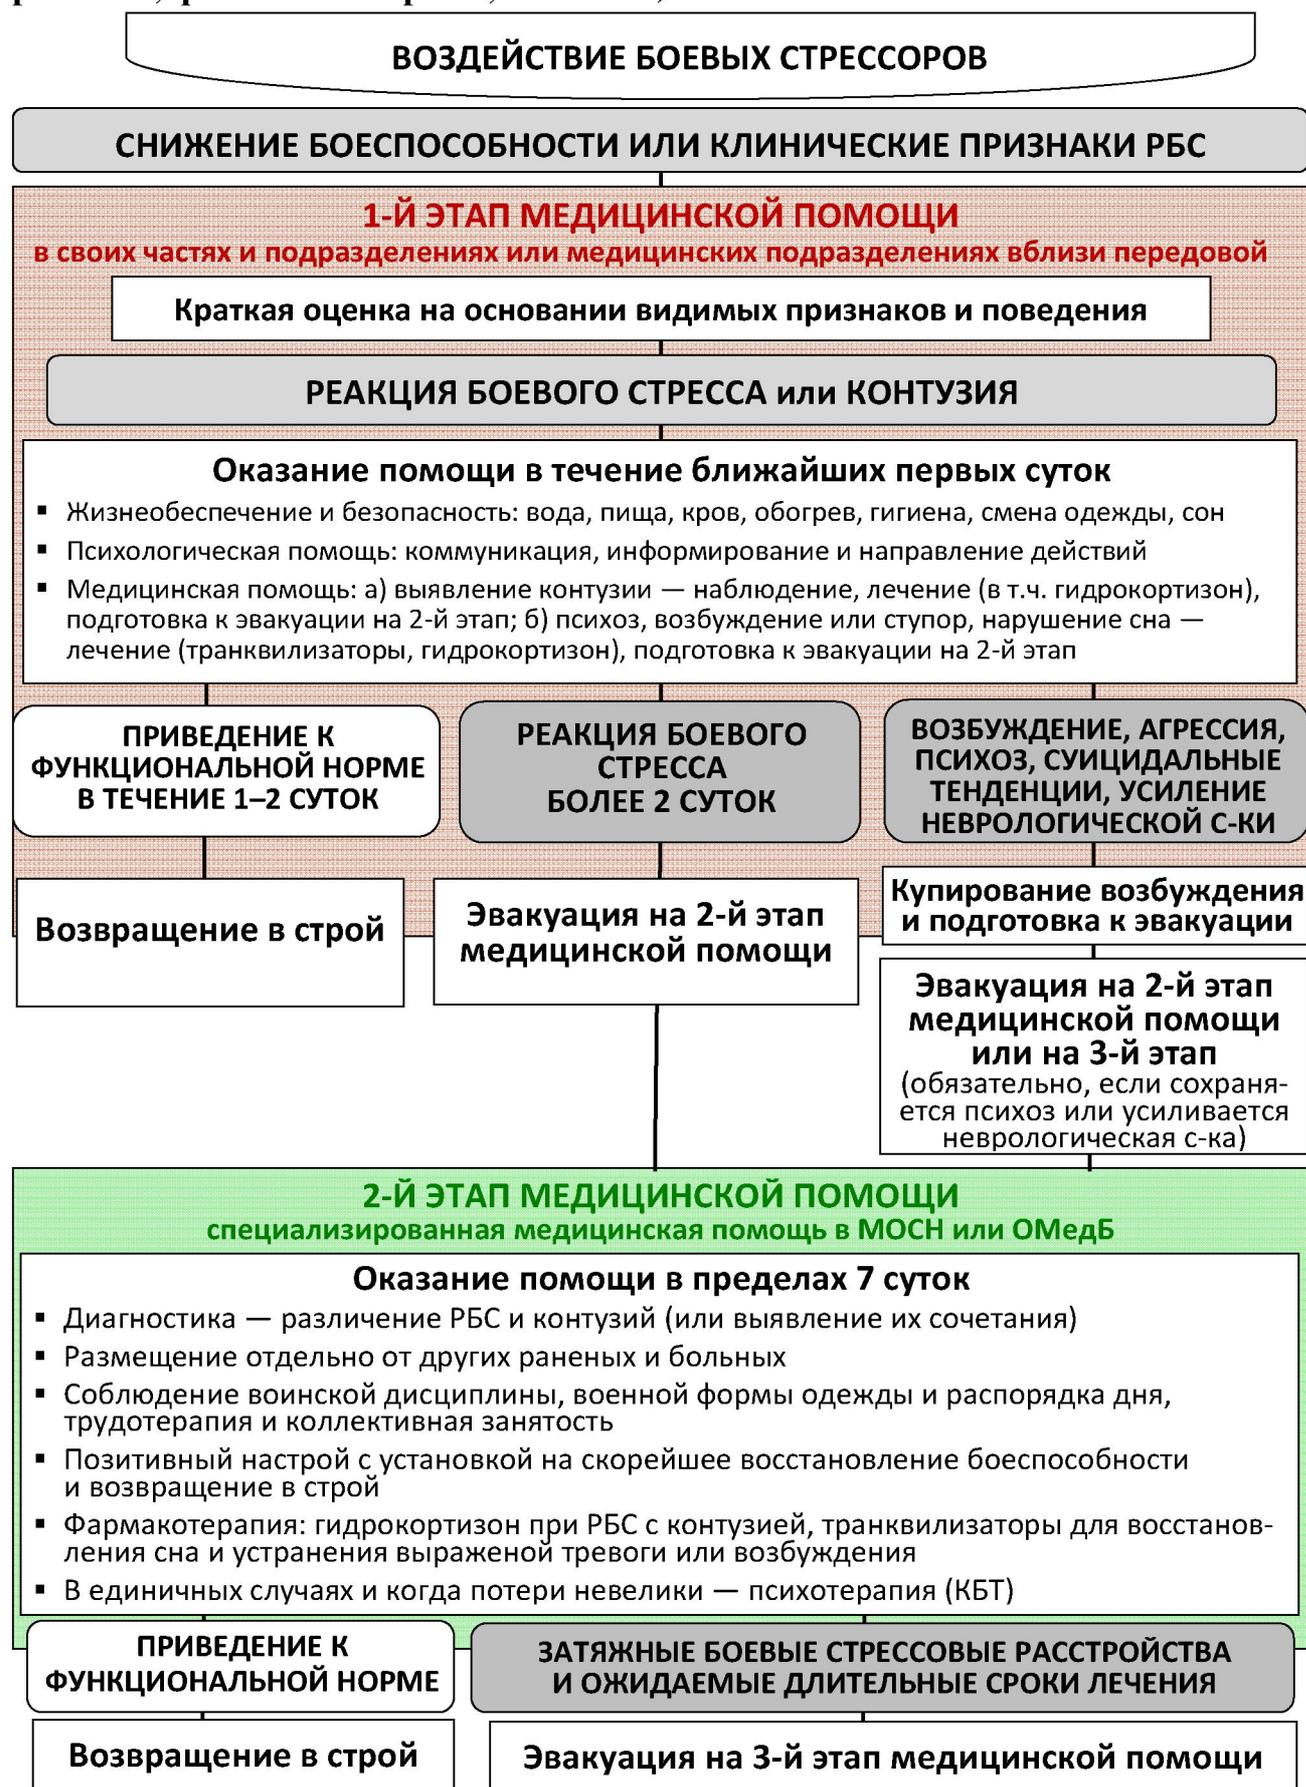 ВОЗДЕЙСТВИЕ БОЕВЫХ СТРЕССОРОВ
СНИЖЕНИЕ БОЕСПОСОБНОСТИ ИЛИ КЛИНИЧЕСКИЕ ПРИЗНАКИ РБС
1-Й ЭТАП МЕДИЦИНСКОЙ ПОМОЩИ
в своих частях и подразделениях или медицинских подразделениях вблизи передовой
Краткая оценка на основании видимых признаков и поведения
РЕАКЦИЯ БОЕВОГО СТРЕССА или КОНТУЗИЯ
Оказание помощи в течение ближайших первых суток
▪ Жизнеобеспечение и безопасность: вода, пища, кров, обогрев, гигиена, смена одежды, сон
▪ Психологическая помощь: коммуникация, информирование и направление действий
▪ Медицинская помощь: а) выявление контузии — наблюдение, лечение (в т.ч. гидрокортизон),
подготовка к эвакуации на 2-й этап; б) психоз, возбуждение или ступор, нарушение сна —
лечение (транквилизаторы, гидрокортизон), подготовка к эвакуации на 2-й этап
ПРИВЕДЕНИЕ К
ФУНКЦИОНАЛЬНОЙ НОРМЕ
В ТЕЧЕНИЕ 1–2 СУТОК
РЕАКЦИЯ БОЕВОГО
СТРЕССА
БОЛЕЕ 2 СУТОК
ВОЗБУЖДЕНИЕ, АГРЕССИЯ,
ПСИХОЗ, СУИЦИДАЛЬНЫЕ
ТЕНДЕНЦИИ, УСИЛЕНИЕ
НЕВРОЛОГИЧЕСКОЙ С-КИ
Возвращение в строй
Эвакуация на 2-й этап
медицинской помощи
Купирование возбуждения
и подготовка к эвакуации
Эвакуация на 2-й этап
медицинской помощи
или на 3-й этап
(обязательно, если сохраня-
ется психоз или усиливается
неврологическая с-ка)
2-Й ЭТАП МЕДИЦИНСКОЙ ПОМОЩИ
специализированная медицинская помощь в МОСН или ОМедБ
Оказание помощи в пределах 7 суток
▪ Диагностика — различение РБС и контузий (или выявление их сочетания)
▪ Размещение отдельно от других раненых и больных
▪ Соблюдение воинской дисциплины, военной формы одежды и распорядка дня,
трудотерапия и коллективная занятость
▪ Позитивный настрой с установкой на скорейшее восстановление боеспособности
и возвращение в строй
▪ Фармакотерапия: гидрокортизон при РБС с контузией, транквилизаторы для восстанов-
ления сна и устранения выраженой тревоги или возбуждения
▪ В единичных случаях и когда потери невелики — психотерапия (КБТ)
ПРИВЕДЕНИЕ К
ФУНКЦИОНАЛЬНОЙ НОРМЕ
ЗАТЯЖНЫЕ БОЕВЫЕ СТРЕССОВЫЕ РАССТРОЙСТВА
И ОЖИДАЕМЫЕ ДЛИТЕЛЬНЫЕ СРОКИ ЛЕЧЕНИЯ
Возвращение в строй
Эвакуация на 3-й этап медицинской помощи